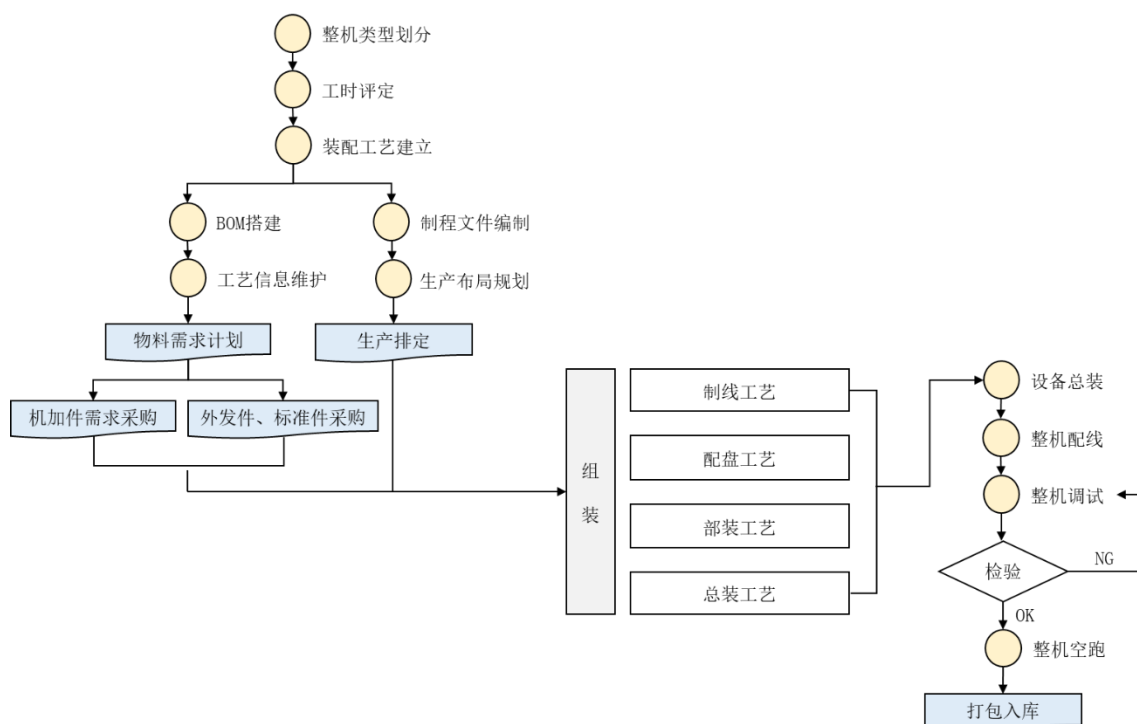 整机类型划分
工时评定
装配工艺建立
BOM搭建
制程文件编制
工艺信息维护
生产布局规划
物料需求计划
生产排定
机加件需求采购
外发件、标准件采购
组装
制线工艺
配盘工艺
部装工艺
总装工艺
设备总装
整机配线
整机调试
检验
NG
OK
整机空跑
打包入库